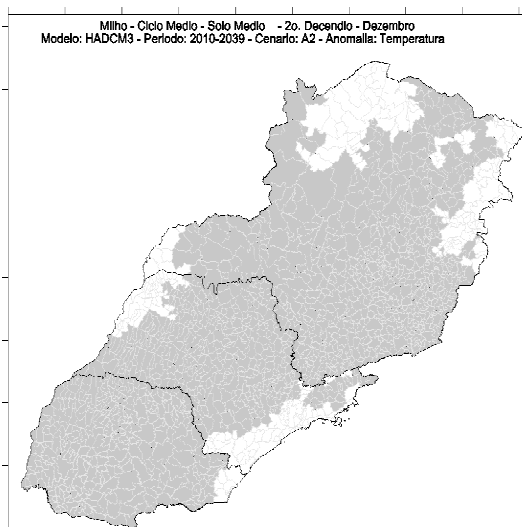 Milho - Ciclo Medio - Solo Medio - 2o. Decendio - Dezembro
Modelo: HADCM3 - Periodo: 2010-2039 - Cenario: A2 - Anomalia: Temperatura